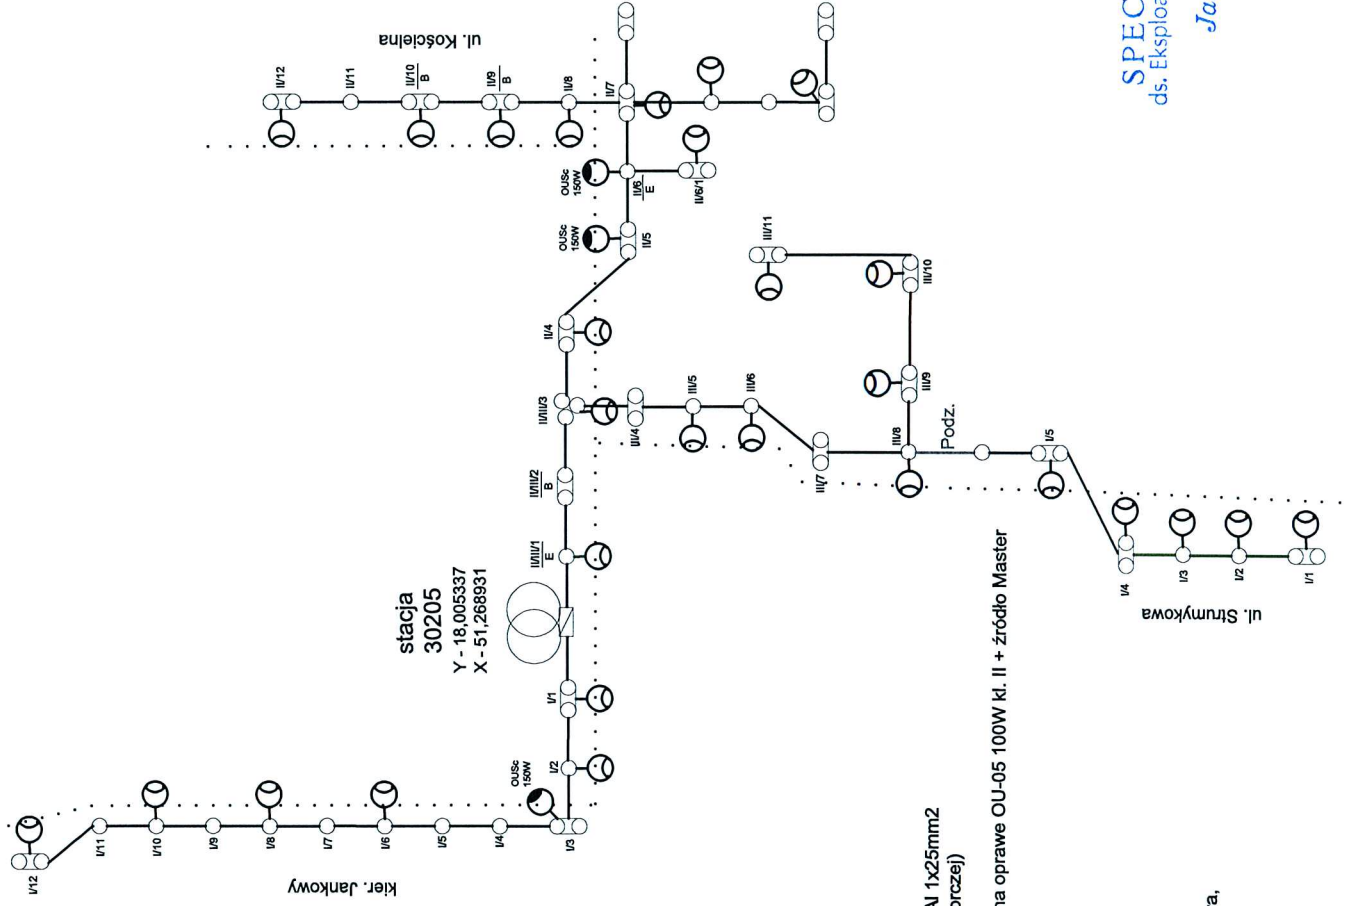 ul. Kościelna
II/12
II/11
II/10
B
II/9
B
II/8
II/7
OUSc
150W
II/6
E
II/6/1
OUSc
150W
II/5
II/4
II/III/3
II/III/2
B
II/III/1
E
stacja
30205
Y - 18,005337
X - 51,268931
I/1
I/2
OUSc
150W
I/3
I/4
I/5
I/6
I/7
I/8
I/9
I/10
I/11
I/12
kier. Jankowy
III/4
III/5
III/6
III/7
III/8
III/9
III/10
III/11
Podz.
I/5
I/4
I/3
I/2
I/1
ul. Strumykowa
Al 1x25mm2
orczej)
na oprawe OU-05 100W kl. II + źródło Master
a,
SPEC
ds. Eksploa
Ja